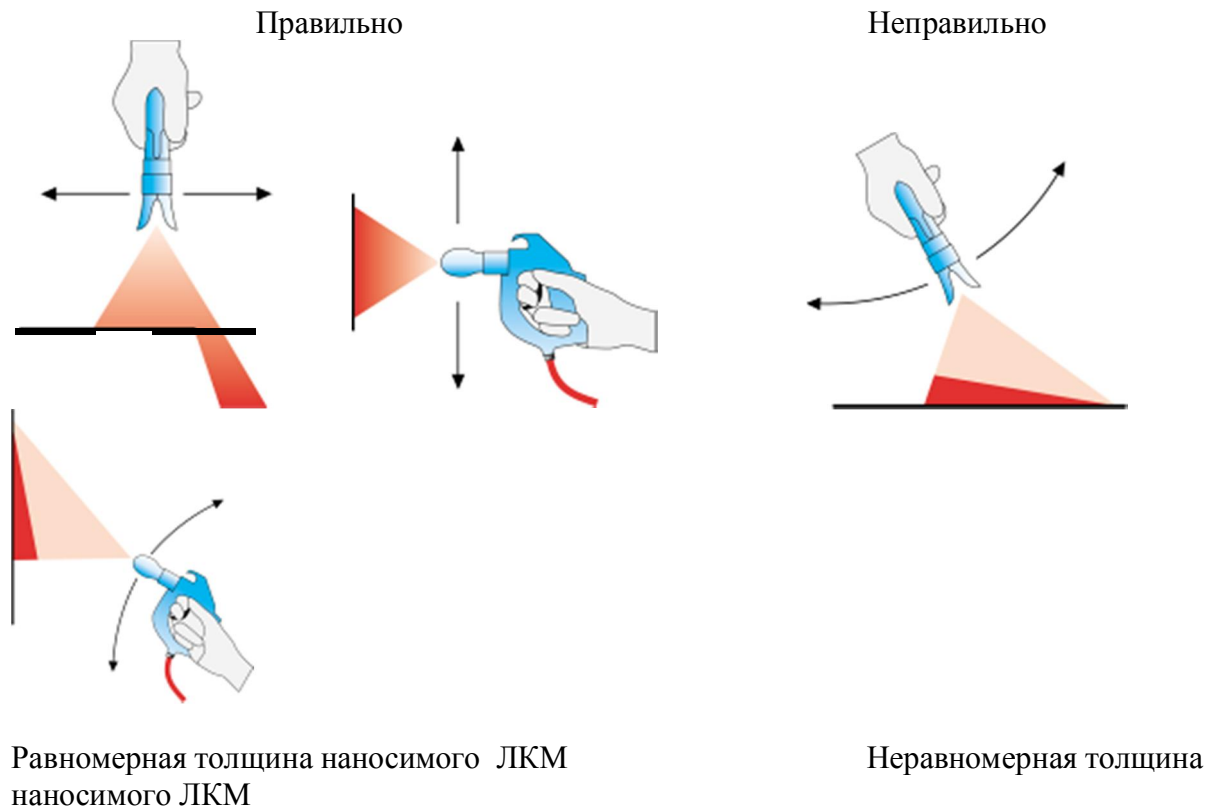 Правильно
Неправильно
Равномерная толщина наносимого ЛКМ
Неравномерная толщина
наносимого ЛКМ